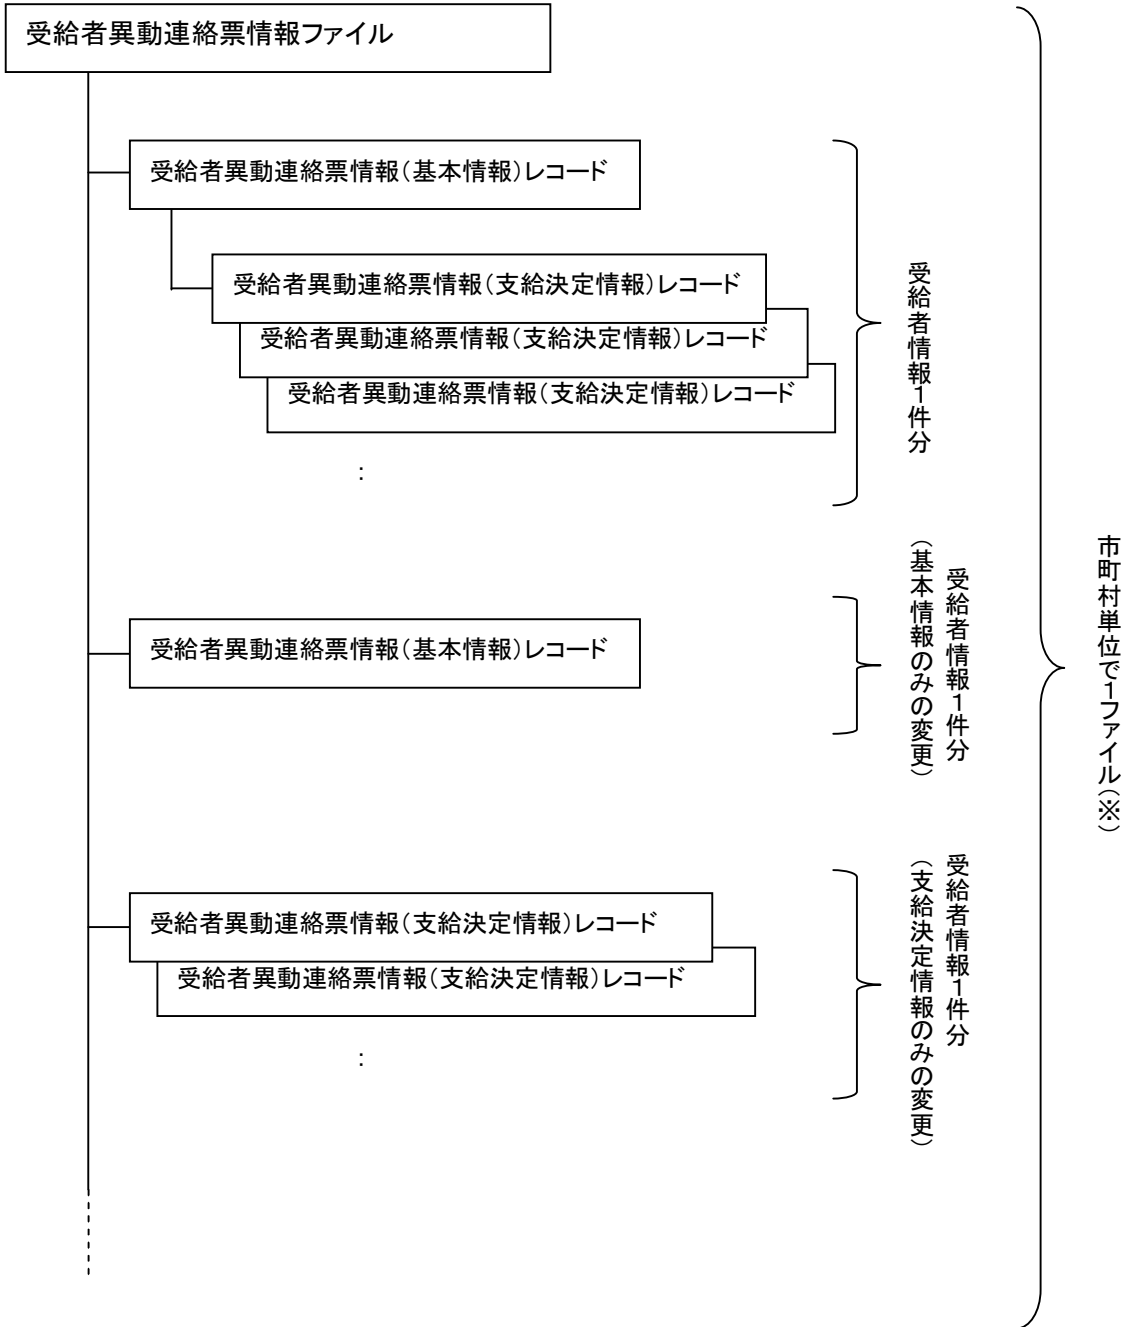 受給者異動連絡票情報ファイル
受給者異動連絡票情報（基本情報）レコード
受給者異動連絡票情報（支給決定情報）レコード
受給者異動連絡票情報（支給決定情報）レコード
受給者異動連絡票情報（支給決定情報）レコード
：
受給者情報１件分
受給者異動連絡票情報（基本情報）レコード
受給者情報１件分
（基本情報のみの変更）
受給者異動連絡票情報（支給決定情報）レコード
受給者異動連絡票情報（支給決定情報）レコード
：
受給者情報１件分
（支給決定情報のみの変更）
市町村単位で１ファイル（※）